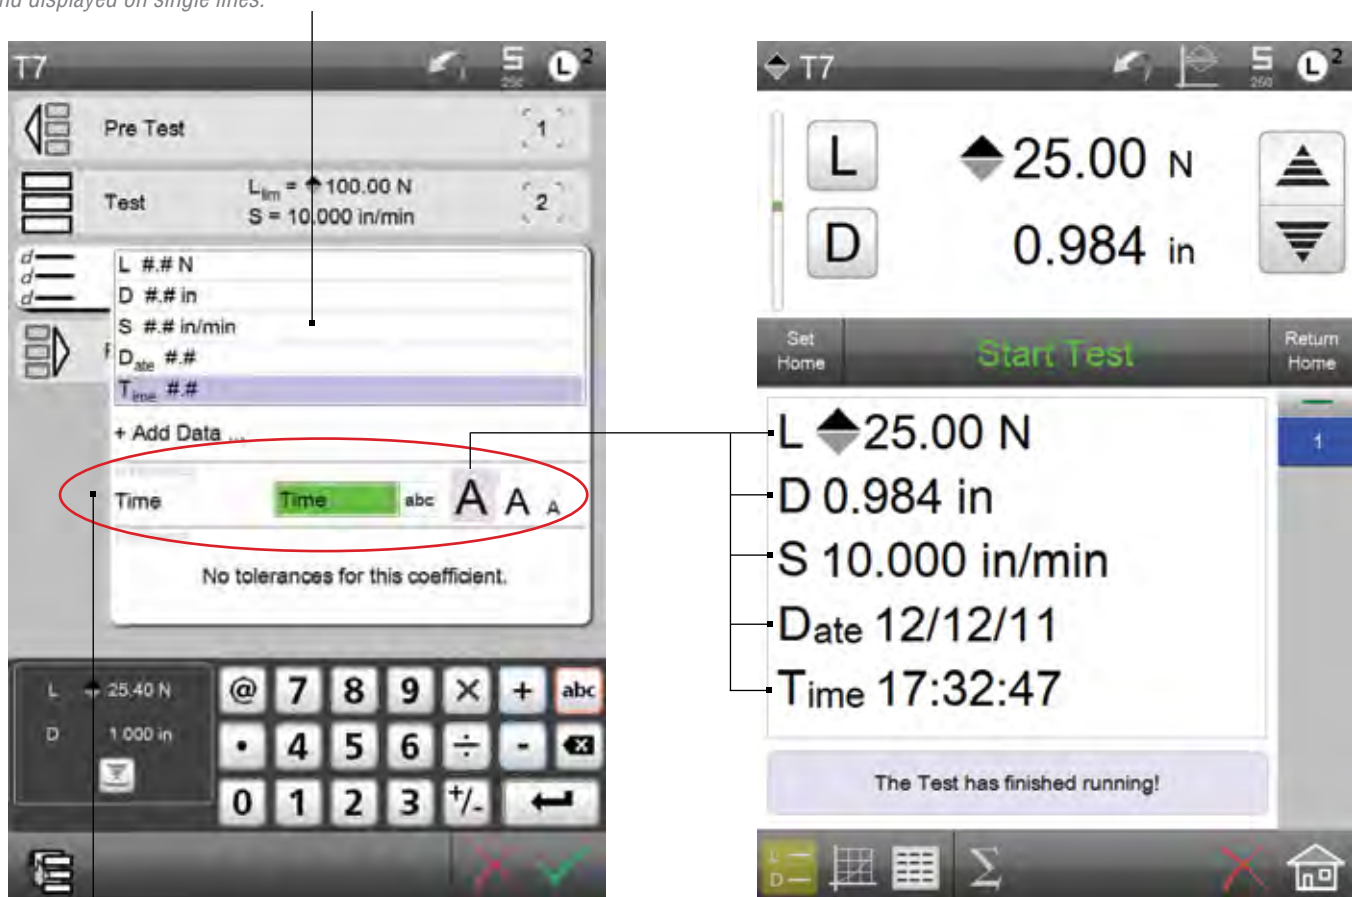 nd displayed on single lines.
T7
S
250
L 2
Pre Test
1
Test
Llim = 100.00 N
S = 10.000 in/min
2
d
d
d
L #.# N
D #.# in
S #.# in/min
Date #.#
Time #.#
+ Add Data ...
Time Time abc A A A
No tolerances for this coefficient.
L 25.40 N
D 1.000 in
@ 7 8 9 × + abc
• 4 5 6 ÷ -
0 1 2 3 +/-
T7
S
250
L 2
L 25.00 N
D 0.984 in
Set Home
Start Test
Return Home
L 25.00 N
D 0.984 in
S 10.000 in/min
Date 12/12/11
Time 17:32:47
1
The Test has finished running!
L
D
Σ